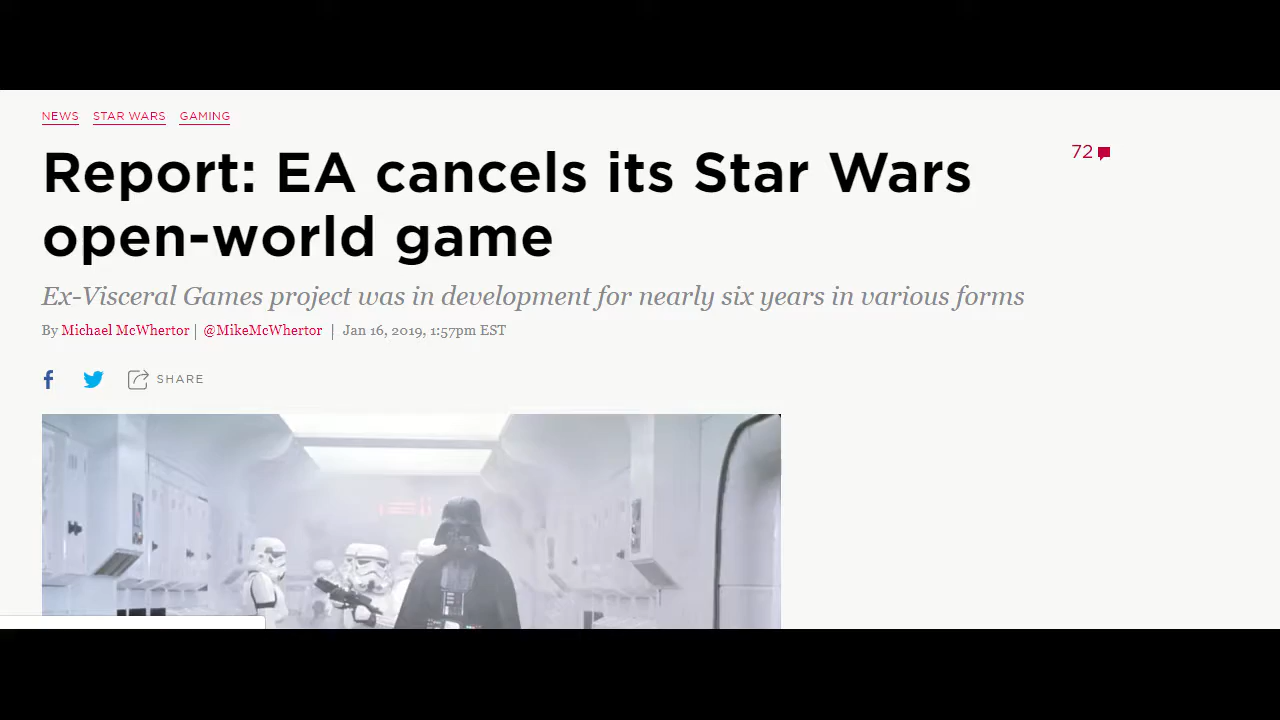 NEWS STAR WARS GAMING
Report: EA cancels its Star Wars
72
open-world game
Ex-Visceral Games project was in development for nearly six years in various forms
By Michael McWhertor | @MikeMcWhertor | Jan 16, 2019, 1:57pm EST
SHARE